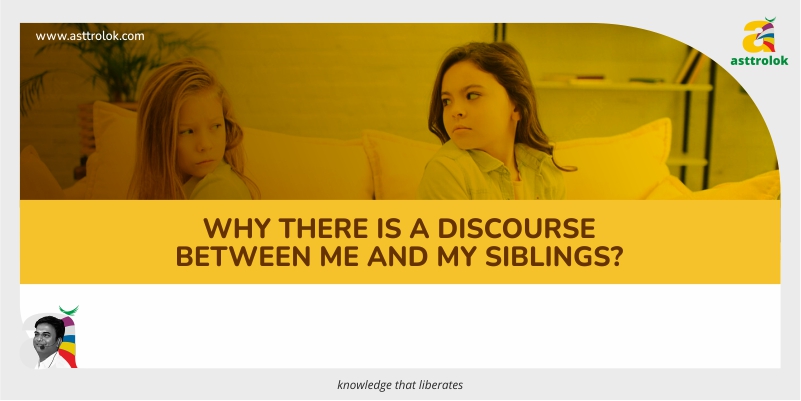 www.asttrolok.com
asttrolok
WHY THERE IS A DISCOURSE
BETWEEN ME AND MY SIBLINGS?
knowledge that liberates